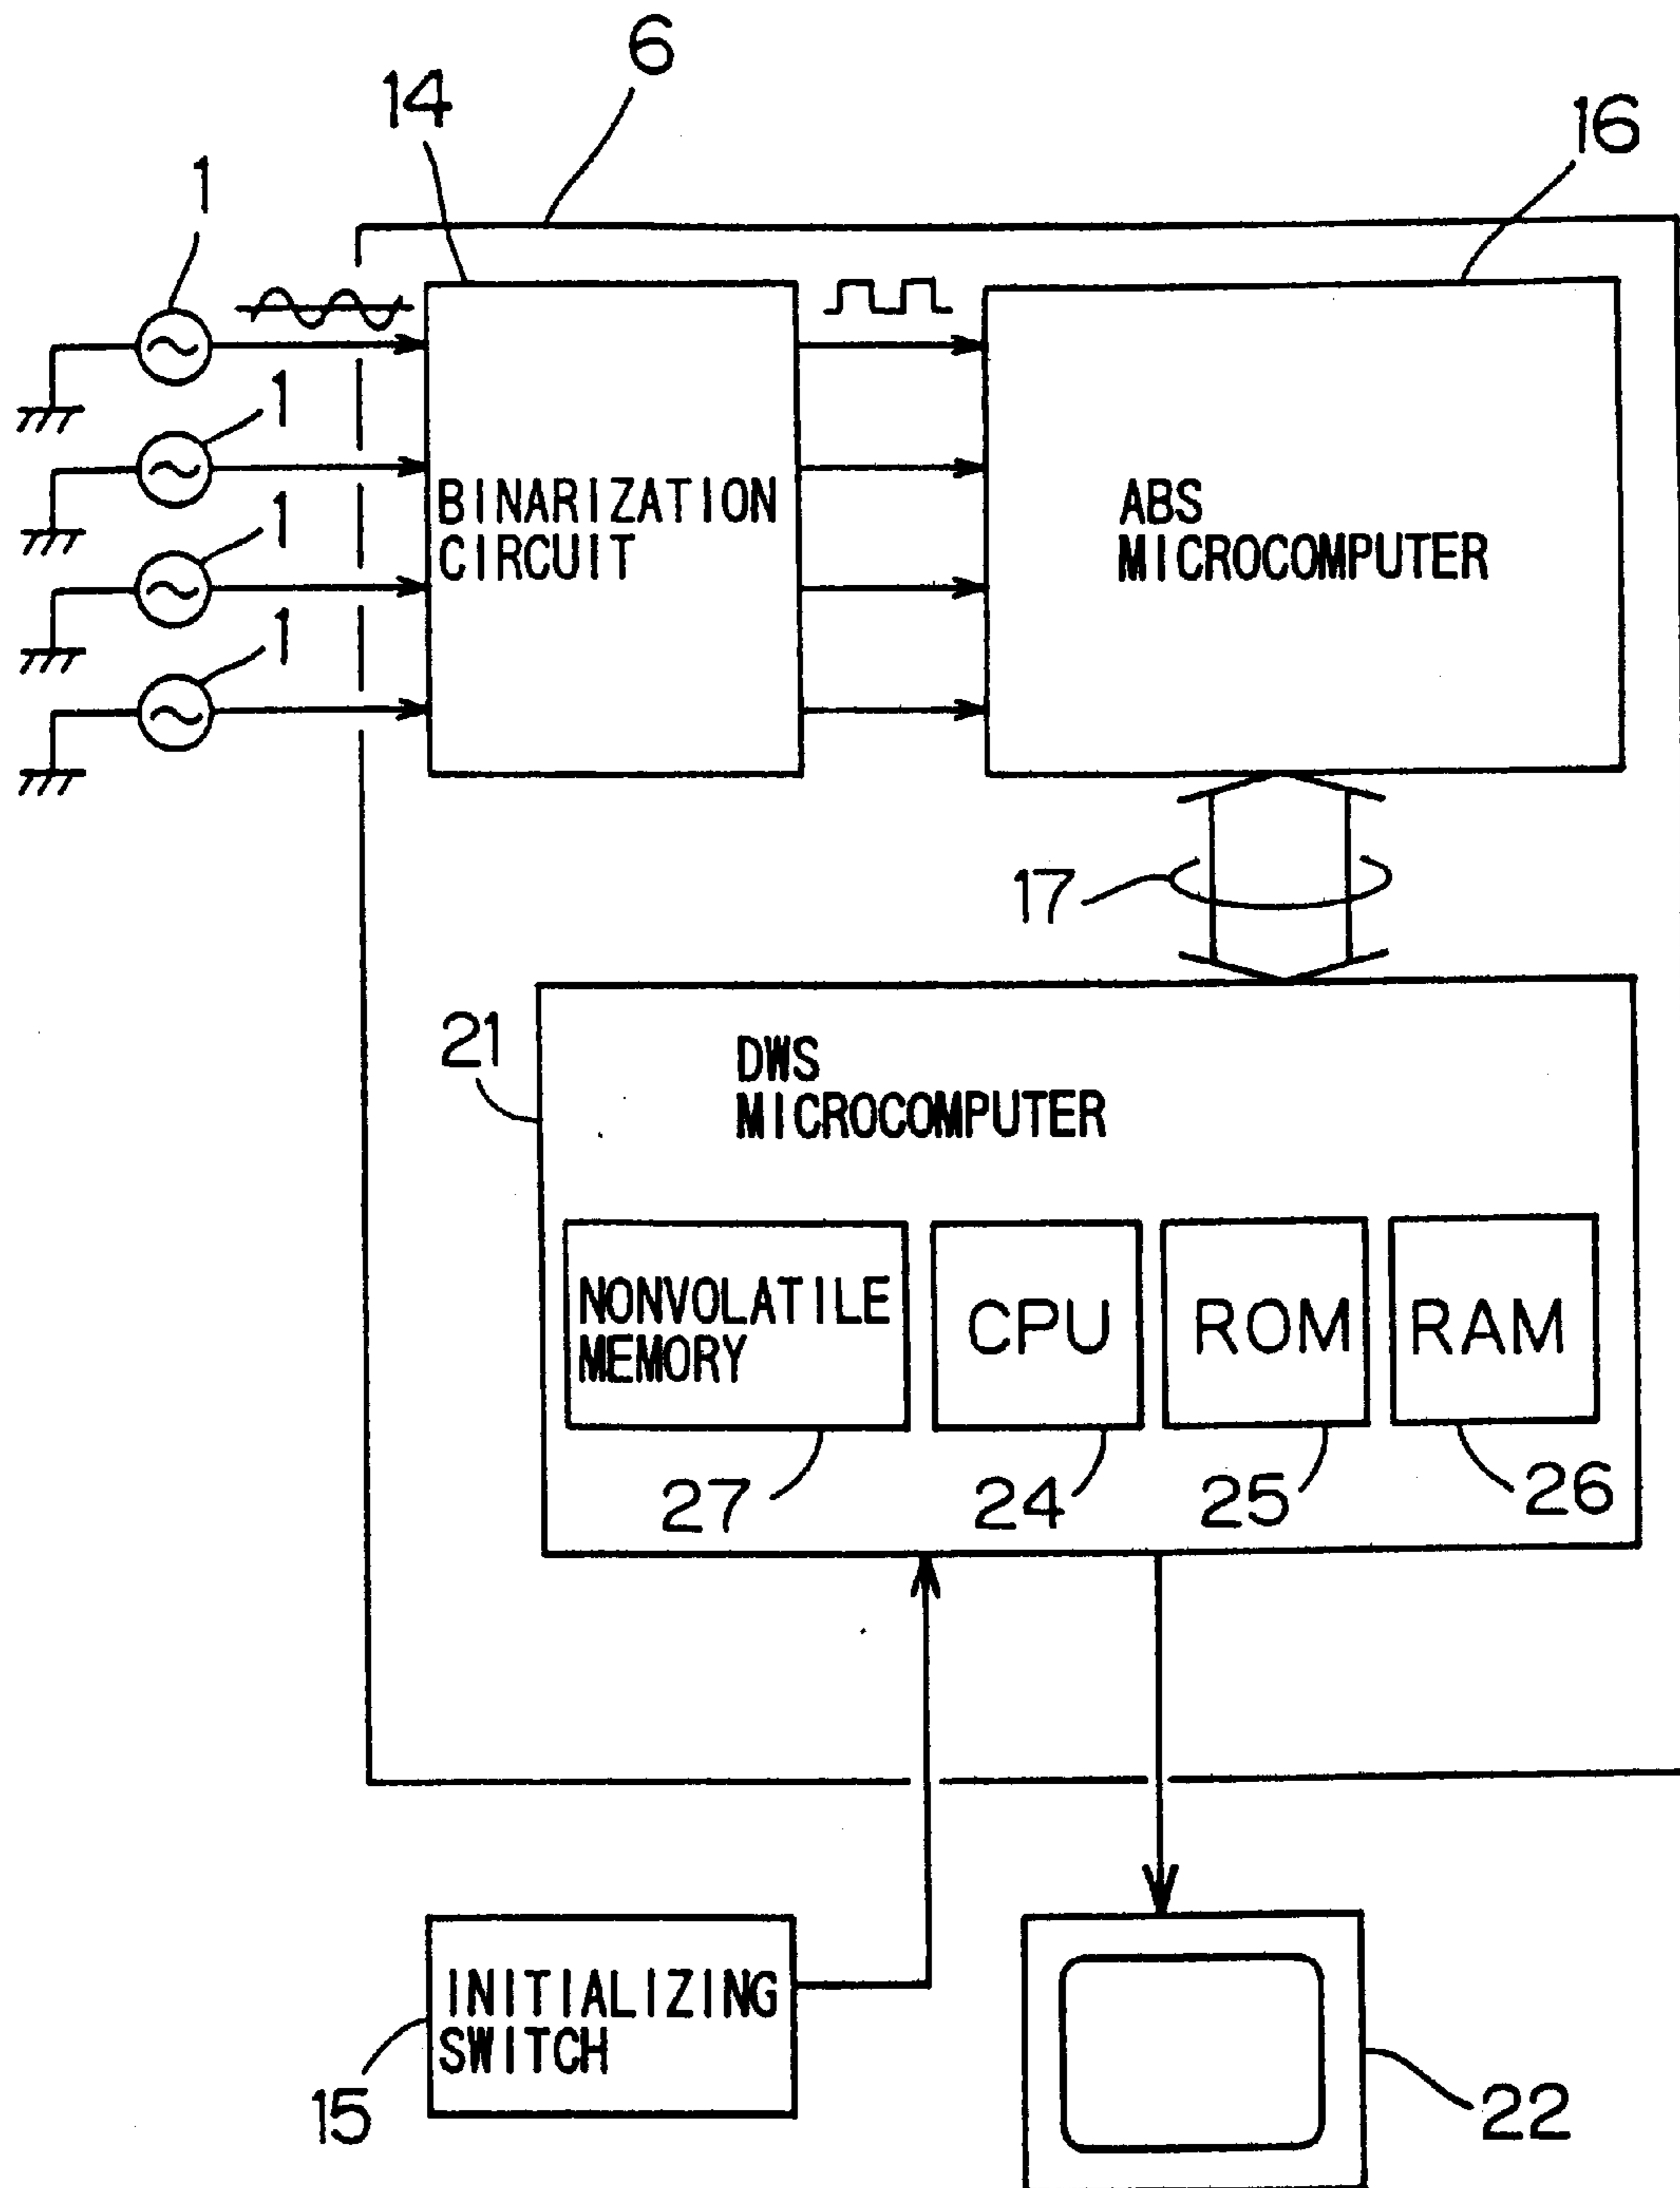 6
14
16
1
1
1
1
BINARIZATION
CIRCUIT
ABS
MICROCOMPUTER
17
21
DWS
MICROCOMPUTER
NONVOLATILE
MEMORY
CPU
ROM
RAM
27
24
25
26
INITIALIZING
SWITCH
15
22